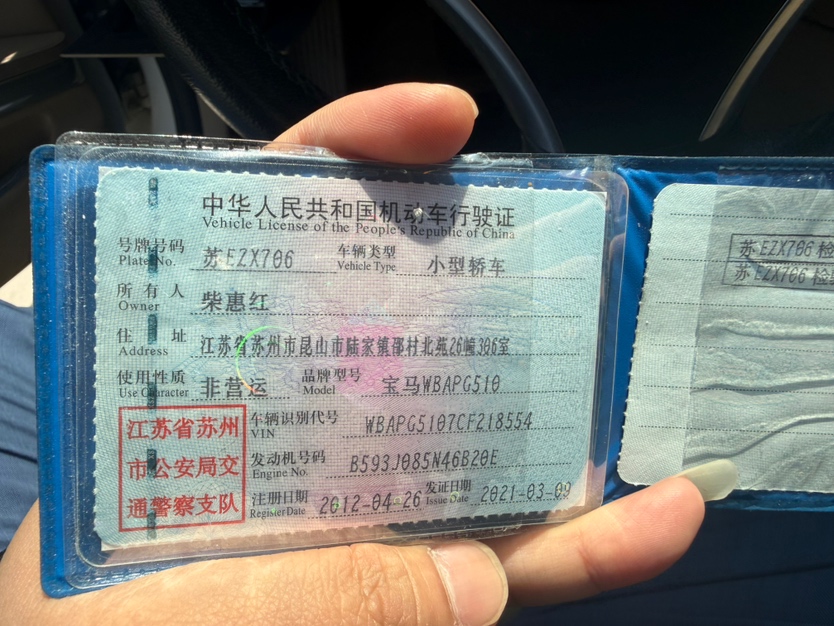 中华人民共和国机动车行驶证
Vehicle License of the People's Republic of China
号牌号码 苏EZX706 车辆类型 小型轿车
Plate No. Vehicle Type
所有人 柴惠红
Owner
住址 江苏省苏州市昆山市陆家镇邵村北苑26幢306室
Address
使用性质 非营运 品牌型号 宝马WBAPG510
Use Character Model
江苏省苏州
市公安局交
通警察支队
车辆识别代号 WBAPG5107CF218554
VIN
发动机号码 B593J085N46B20E
Engine No.
注册日期 2012-04-26 发证日期 2021-03-09
Register Date Issue Date
苏EZX706 检
苏EZX706 检